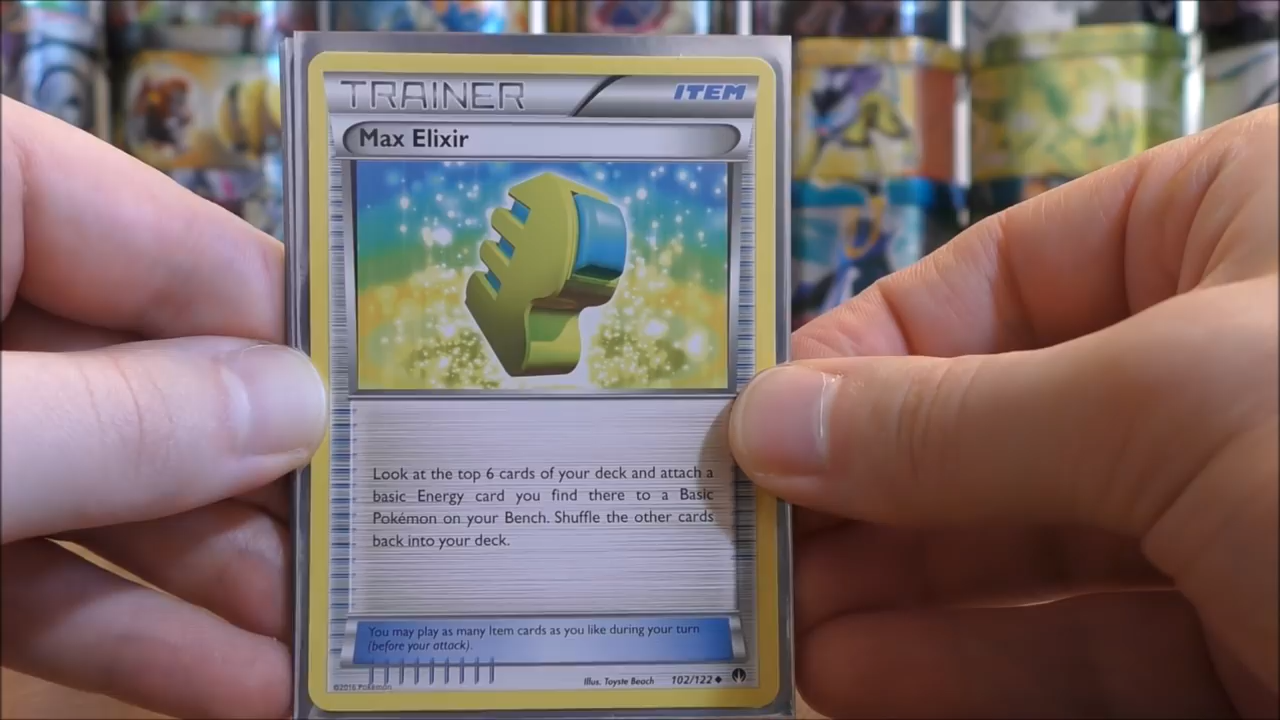 TRAINER
ITEM
Max Elixir
Look at the top 6 cards of your deck and attach a
basic Energy card you find there to a Basic
Pokémon on your Bench. Shuffle the other cards
back into your deck.
You may play as many Item cards as you like during your turn
(before your attack).
©2016 Pokémon
Illus. Toyste Beach
102/122